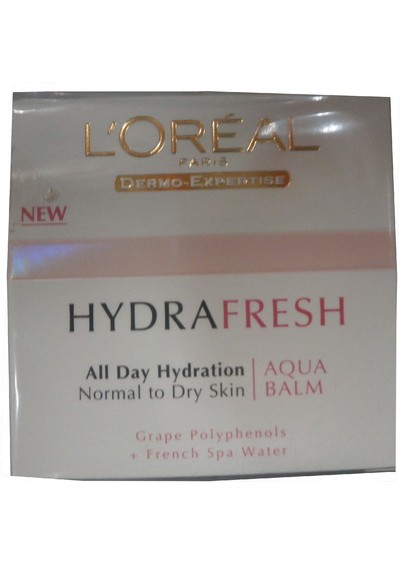 L'ORÉAL
PARIS
DERMO-EXPERTISE
NEW
HYDRAFRESH
All Day Hydration
Normal to Dry Skin
AQUA
BALM
Grape Polyphenols
+ French Spa Water